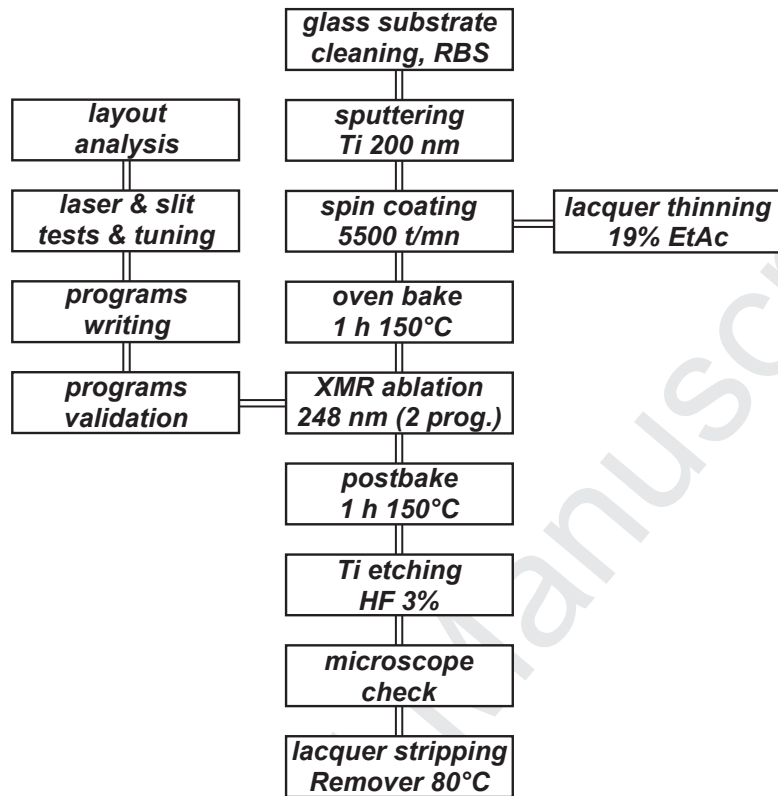 glass substrate
cleaning, RBS
layout
analysis
sputtering
Ti 200 nm
laser & slit
tests & tuning
spin coating
5500 t/mn
lacquer thinning
19% EtAc
programs
writing
oven bake
1 h 150°C
programs
validation
XMR ablation
248 nm (2 prog.)
postbake
1 h 150°C
Ti etching
HF 3%
microscope
check
lacquer stripping
Remover 80°C
Manuscr